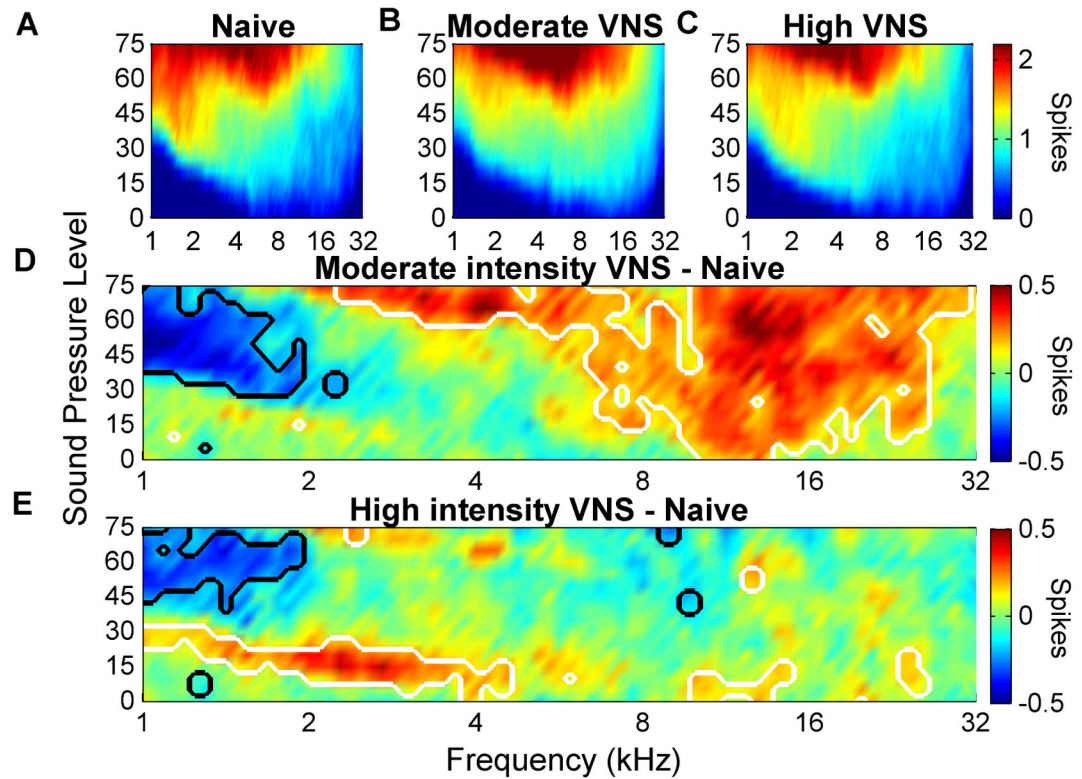 A Naive
B Moderate VNS
C High VNS
75
60
45
30
15
0
1 2 4 8 16 32
75
60
45
30
15
0
1 2 4 8 16 32
75
60
45
30
15
0
1 2 4 8 16 32
2
1
0
Spikes
Sound Pressure Level
D Moderate intensity VNS - Naive
75
60
45
30
15
0
1 2 4 8 16 32
0.5
0
-0.5
Spikes
E High intensity VNS - Naive
75
60
45
30
15
0
1 2 4 8 16 32
0.5
0
-0.5
Spikes
Frequency (kHz)